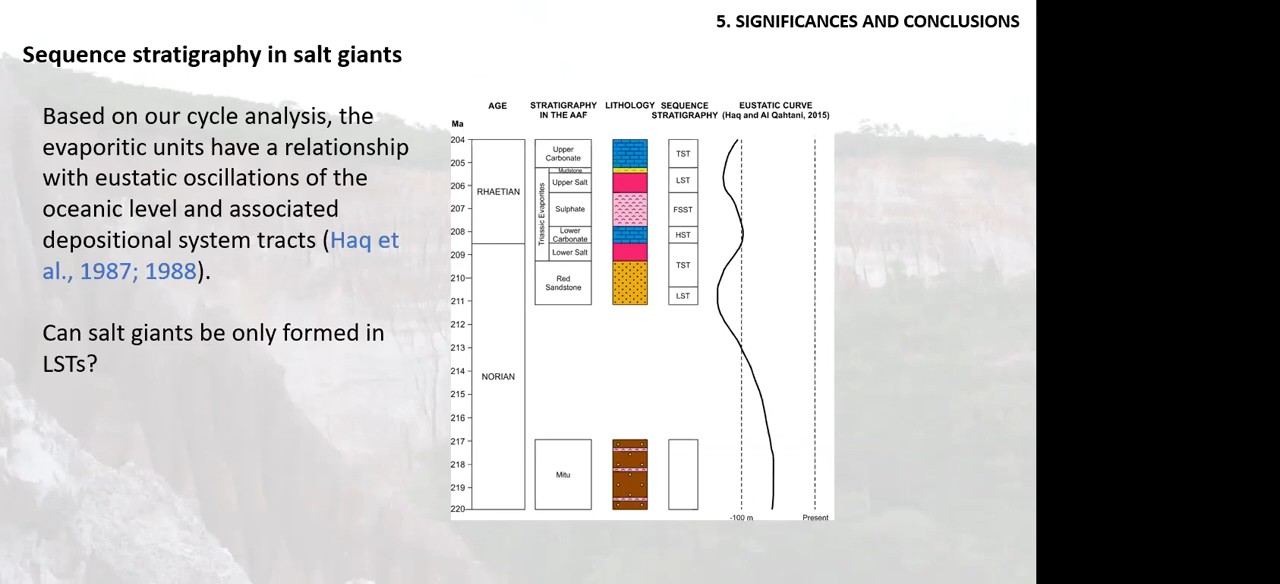 5. SIGNIFICANCES AND CONCLUSIONS
Sequence stratigraphy in salt giants
Based on our cycle analysis, the
evaporitic units have a relationship
with eustatic oscillations of the
oceanic level and associated
depositional system tracts (Haq et
al., 1987; 1988).
Can salt giants be only formed in
LSTs?
AGE
STRATIGRAPHY
IN THE AAF
LITHOLOGY
SEQUENCE
STRATIGRAPHY
EUSTATIC CURVE
(Haq and Al Qahtani, 2015)
Ma
204
205
206
207
208
209
210
211
212
213
214
215
216
217
218
219
220
RHAETIAN
NORIAN
Upper
Carbonate
Triassic Evaporites
Mudstone
Upper Salt
Sulphate
Lower
Carbonate
Lower Salt
Red
Sandstone
Mitu
TST
LST
FSST
HST
TST
LST
-100 m
Present